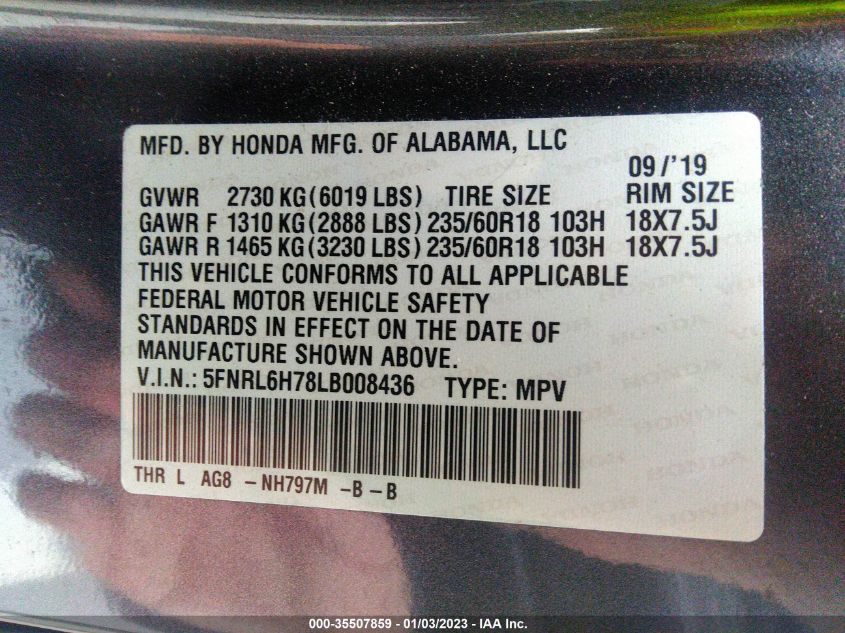 MFD. BY HONDA MFG. OF ALABAMA, LLC
09/'19
GVWR 2730 KG(6019 LBS) TIRE SIZE RIM SIZE
GAWR F 1310 KG(2888 LBS) 235/60R18 103H 18X7.5J
GAWR R 1465 KG(3230 LBS) 235/60R18 103H 18X7.5J
THIS VEHICLE CONFORMS TO ALL APPLICABLE
FEDERAL MOTOR VEHICLE SAFETY
STANDARDS IN EFFECT ON THE DATE OF
MANUFACTURE SHOWN ABOVE.
V.I.N.: 5FNRL6H78LB008436 TYPE: MPV
THR L AG8 -NH797M -B-B
000-35507859 - 01/03/2023 - IAA Inc.